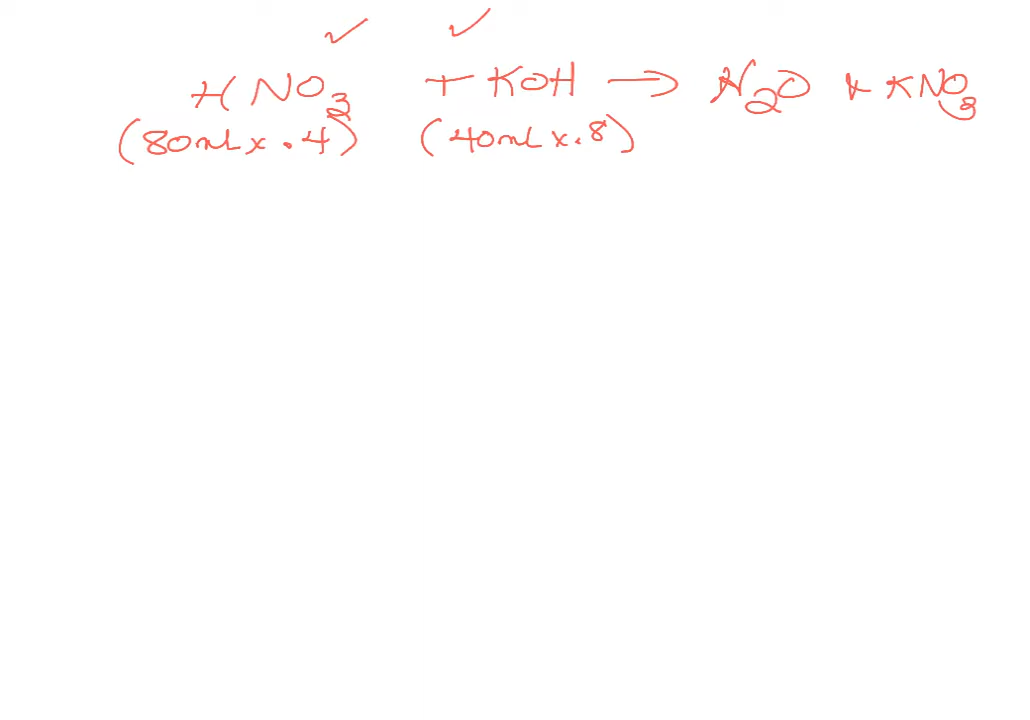 ✓ ✓
HNO3 + KOH → H2O + KNO3
(80mL x .4) (40mL x .8)